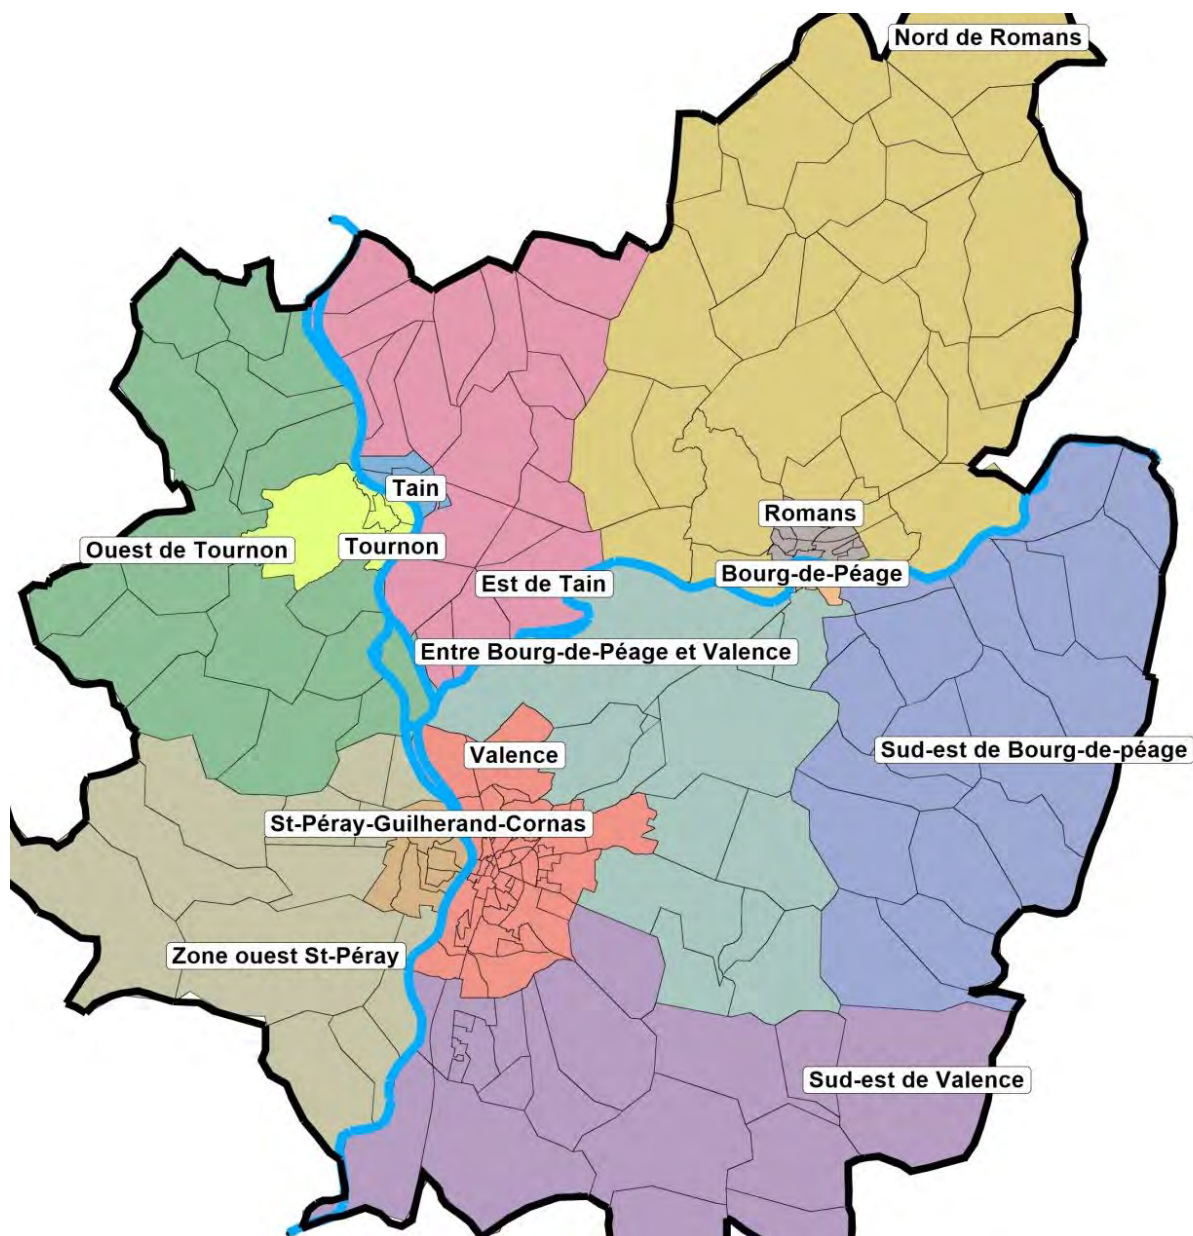 Nord de Romans
Tain
Romans
Ouest de Tournon
Tournon
Est de Tain
Bourg-de-Péage
Entre Bourg-de-Péage et Valence
Valence
Sud-est de Bourg-de-péage
St-Péray-Guilherand-Cornas
Zone ouest St-Péray
Sud-est de Valence